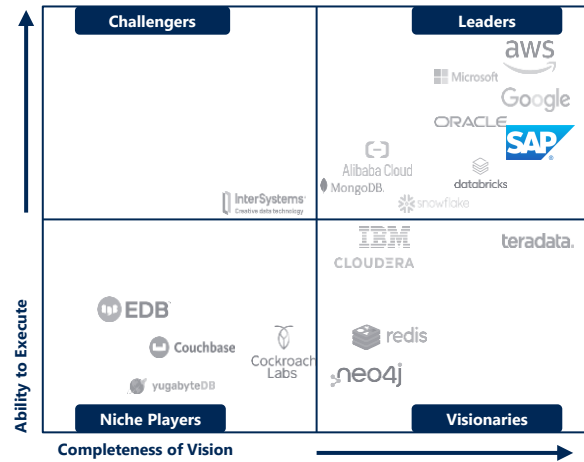 Challengers
Leaders
aws
Microsoft
Google
ORACLE
SAP
Alibaba Cloud
MongoDB.
databricks
snowflake
InterSystems
Creative data technology
IBM
teradata.
CLOUDERA
EDB
redis
Couchbase
Cockroach
Labs
neo4j
yugabyteDB
Niche Players
Visionaries
Ability to Execute
Completeness of Vision